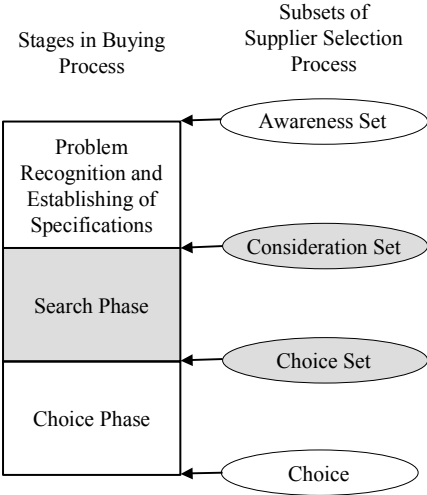 Stages in Buying
Process
Subsets of
Supplier Selection
Process
Awareness Set
Problem
Recognition and
Establishing of
Specifications
Consideration Set
Search Phase
Choice Set
Choice Phase
Choice